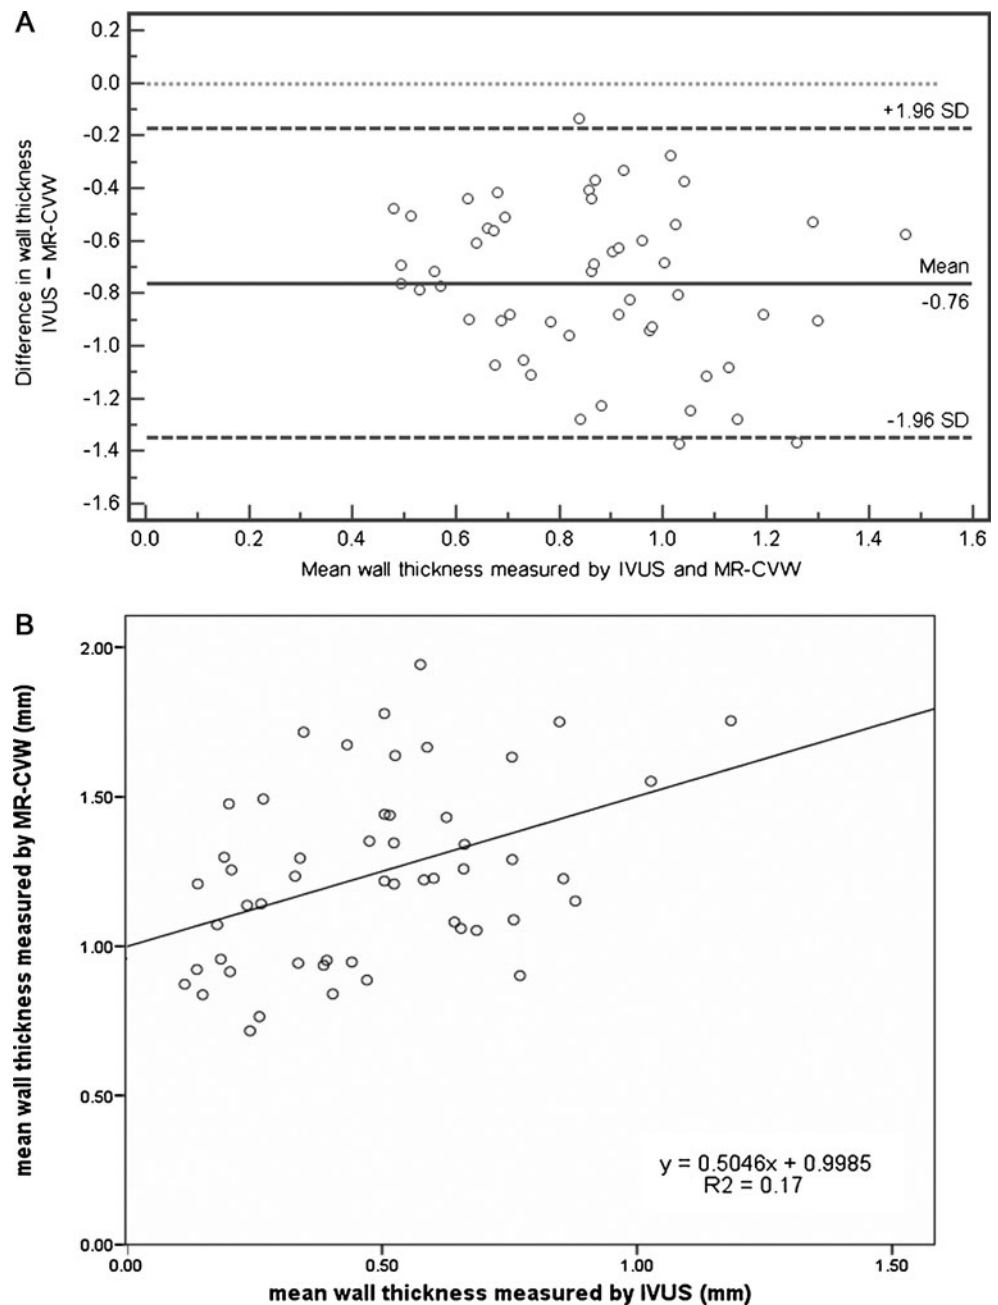 A
Difference in wall thickness
IVUS – MR-CVW
0.2
0.0
-0.2
-0.4
-0.6
-0.8
-1.0
-1.2
-1.4
-1.6
+1.96 SD
Mean
-0.76
-1.96 SD
0.0 0.2 0.4 0.6 0.8 1.0 1.2 1.4 1.6
Mean wall thickness measured by IVUS and MR-CVW
B
mean wall thickness measured by MR-CVW (mm)
2.00
1.50
1.00
0.50
0.00
y = 0.5046x + 0.9985
R2 = 0.17
0.00 0.50 1.00 1.50
mean wall thickness measured by IVUS (mm)